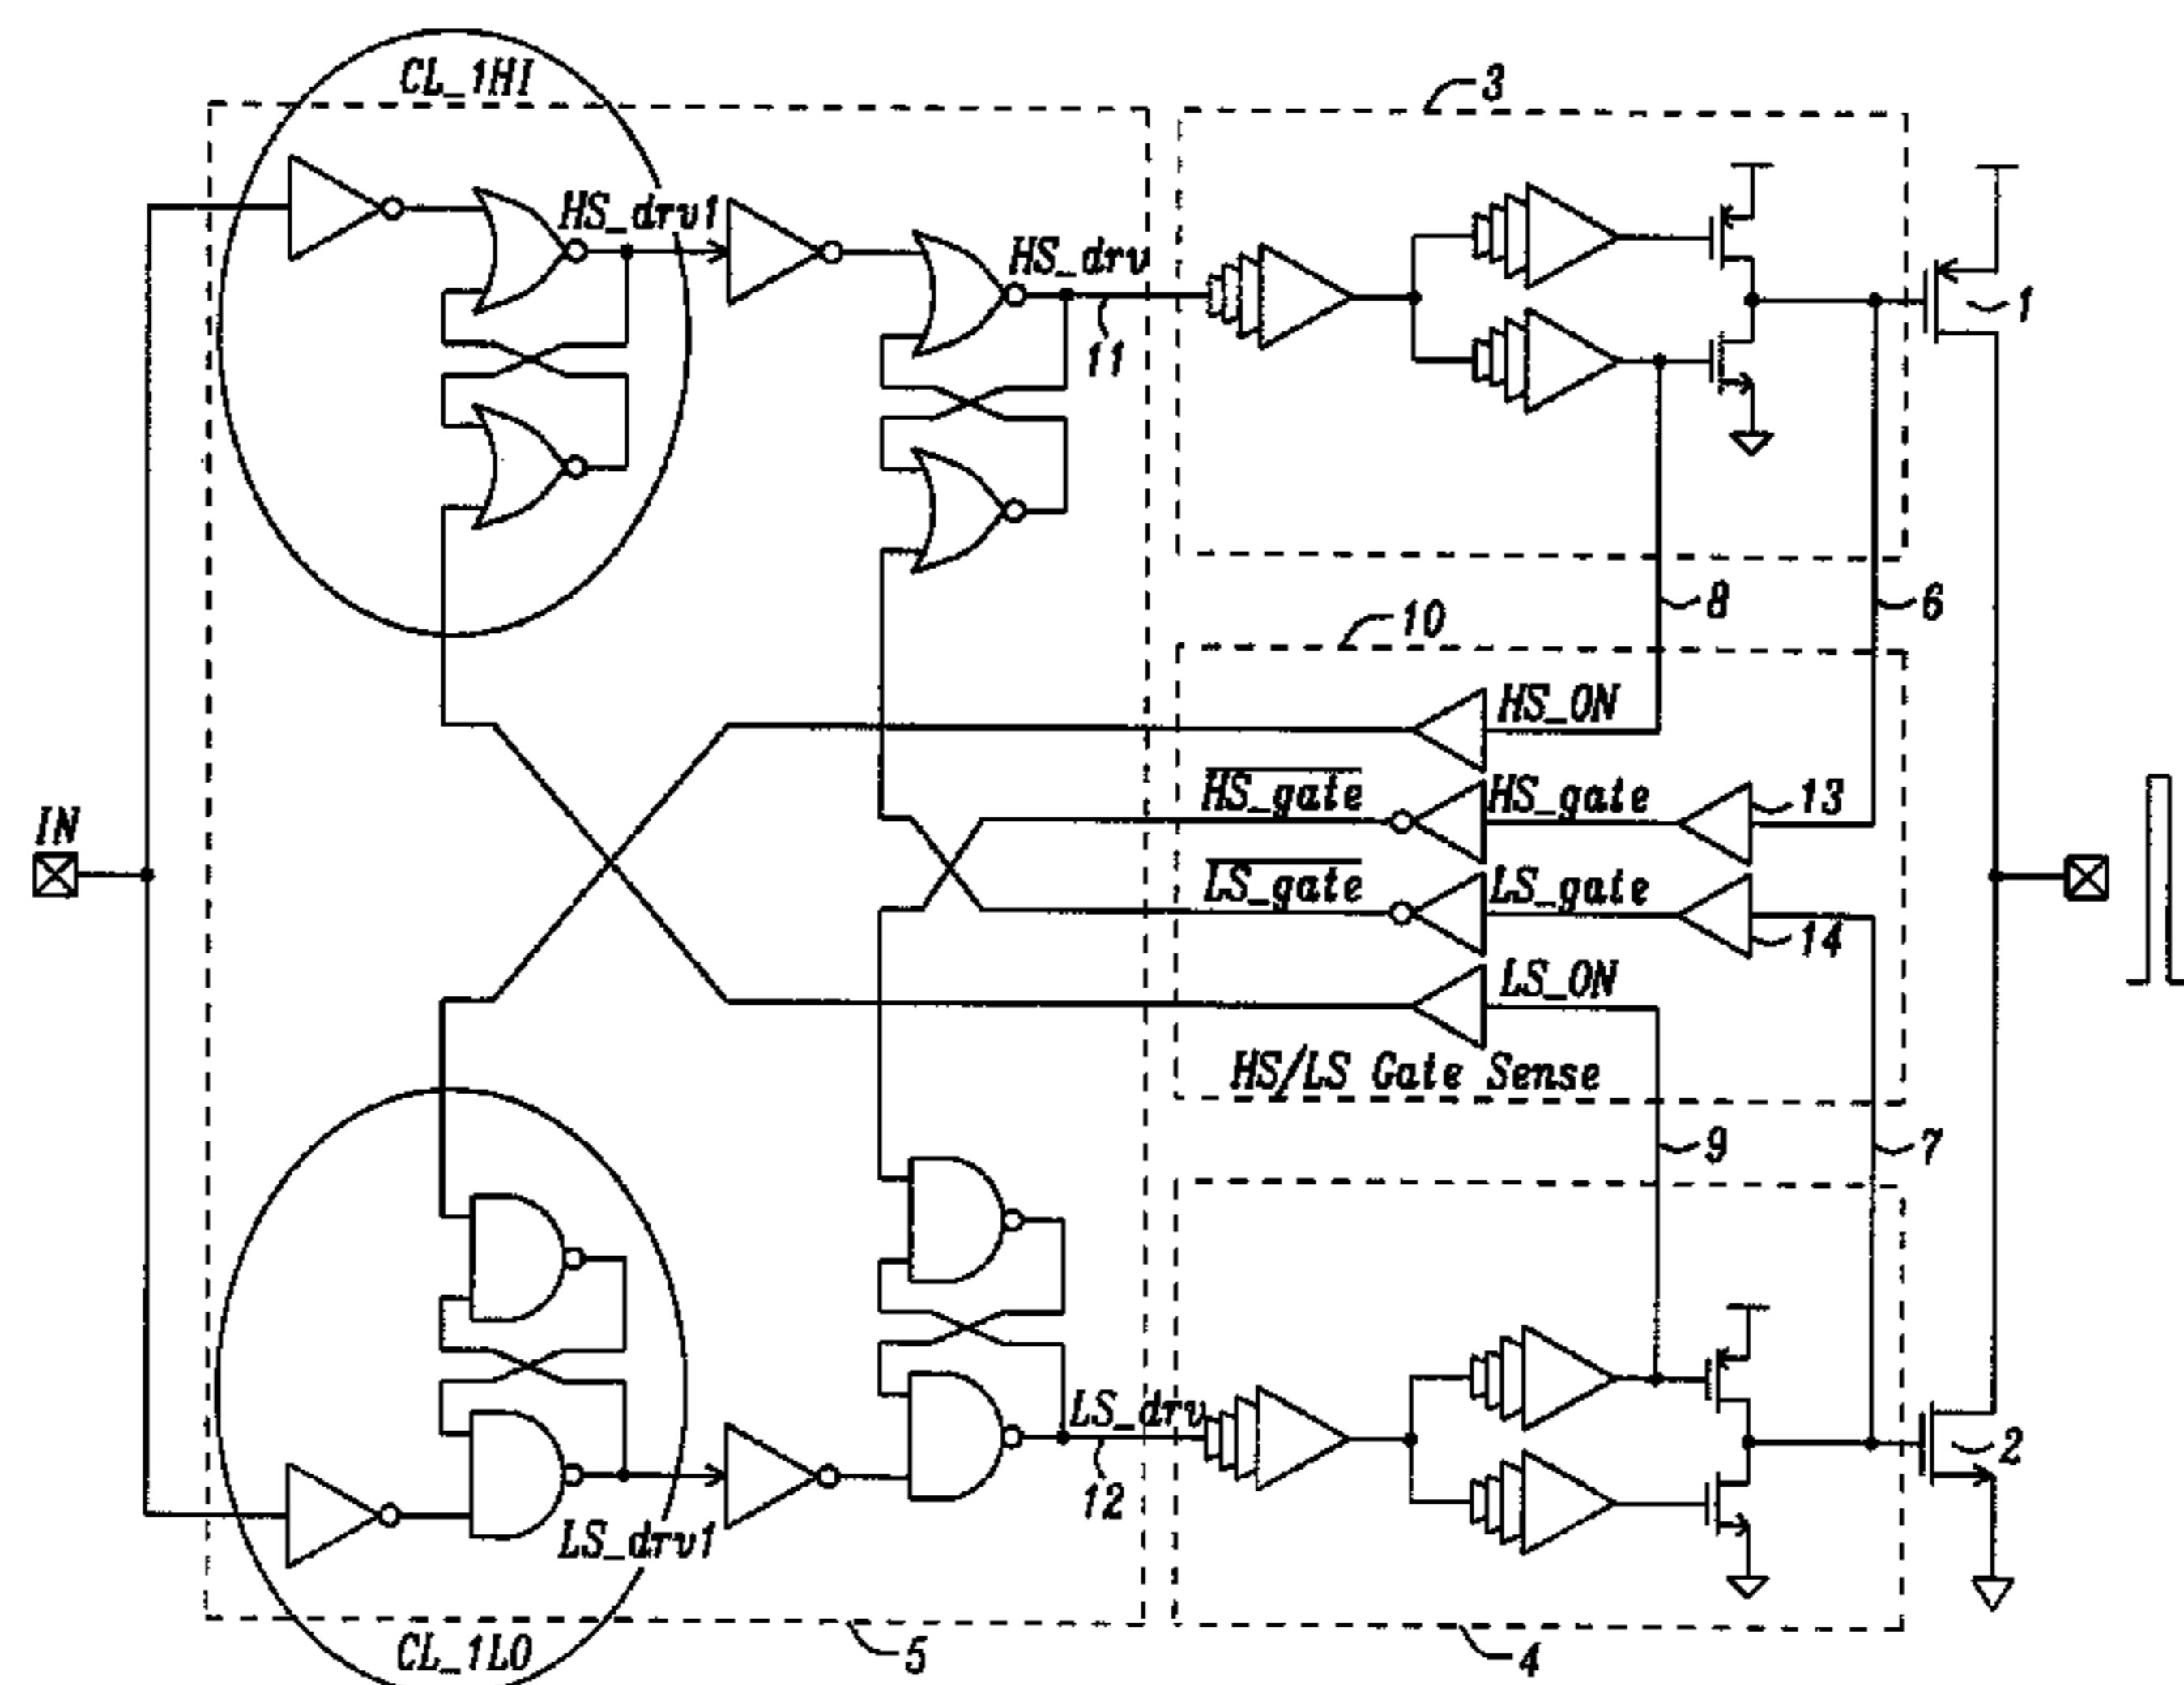 CL_1HI
3
HS_drv1
HS_drv
11
1
8
6
10
HS_ON
HS_gate
HS_gate
13
IN
LS_gate
LS_gate
14
LS_ON
HS/LS Gate Sense
9
7
LS_drv
12
2
LS_drv1
CL_1LO
5
4